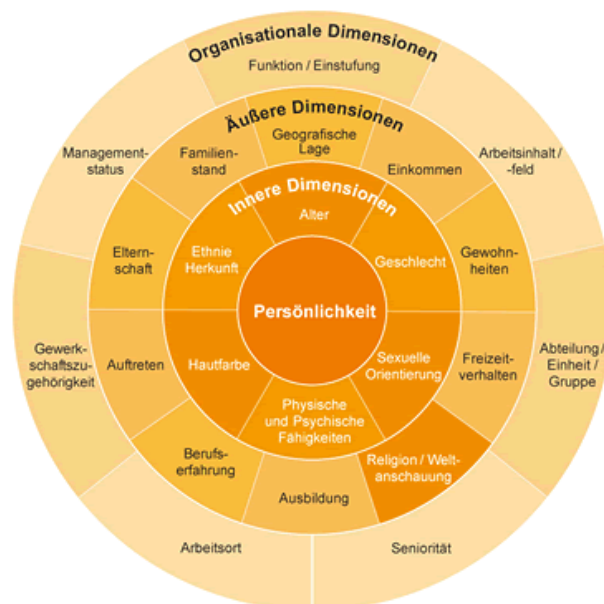 Organisationale Dimensionen
Funktion / Einstufung
Management-
status
Arbeitsinhalt /
-feld
Gewerk-
schaftszu-
gehörigkeit
Abteilung /
Einheit /
Gruppe
Arbeitsort
Seniorität
Äußere Dimensionen
Geografische
Lage
Familien-
stand
Einkommen
Eltern-
schaft
Gewohn-
heiten
Auftreten
Freizeit-
verhalten
Berufs-
erfahrung
Ausbildung
Religion / Welt-
anschauung
Innere Dimensionen
Alter
Ethnie
Herkunft
Geschlecht
Hautfarbe
Sexuelle
Orientierung
Physische
und Psychische
Fähigkeiten
Persönlichkeit